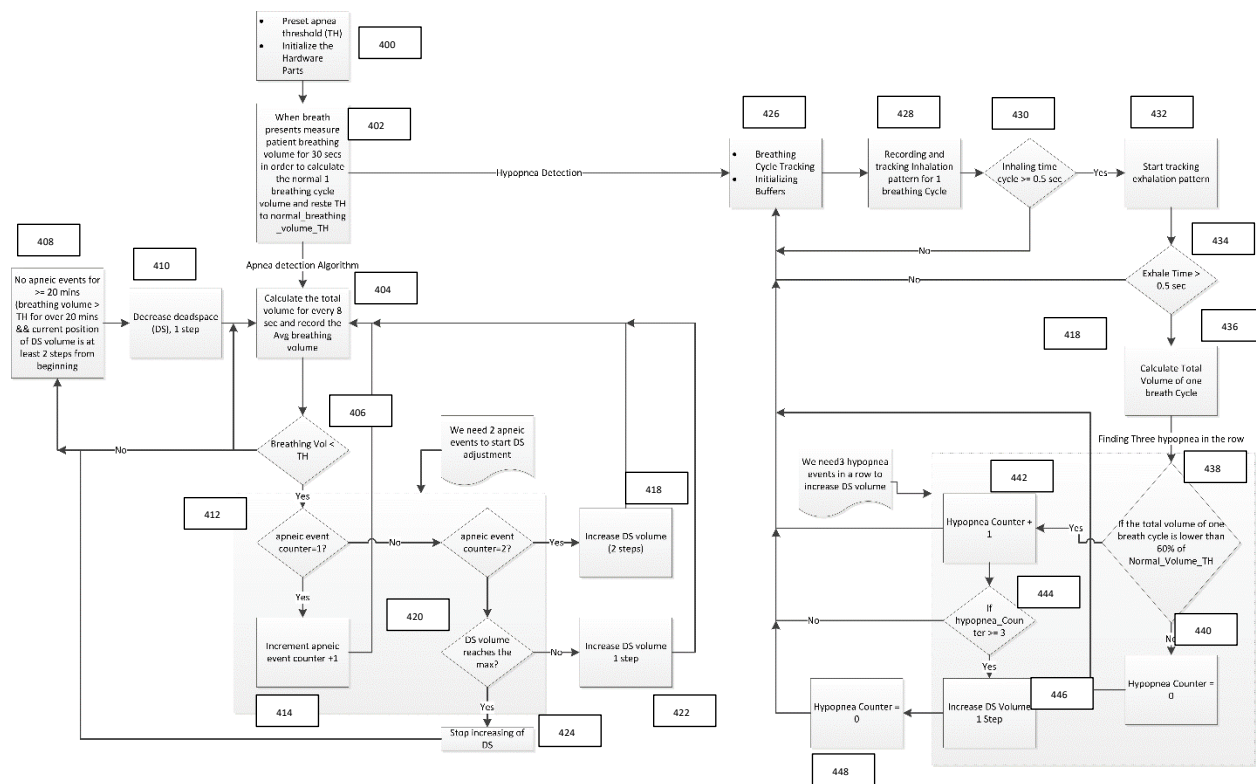 Preset apnea
threshold (TH)
Initialize the
Hardware
Parts
400
When breath
presents measure
patient breathing
volume for 30 secs
in order to calculate
the normal 1
breathing cycle
volume and reste TH
to normal_breathing
_volume_TH
402
Hypopnea Detection
426
Breathing
Cycle Tracking
Initializing
Buffers
428
Recording and
tracking Inhalation
pattern for 1
breathing Cycle
430
Inhaling time
cycle >= 0.5 sec
Yes
No
432
Start tracking
exhalation pattern
434
Exhale Time >
0.5 sec
No
436
418
Calculate Total
Volume of one
breath Cycle
Apnea detection Algorithm
408
No apneic events for
>= 20 mins
(breathing volume >
TH for over 20 mins
&& current position
of DS volume is at
least 2 steps from
beginning
410
Decrease deadspace
(DS), 1 step
404
Calculate the total
volume for every 8
sec and record the
Avg breathing
volume
406
Breathing Vol <
TH
No
Yes
We need 2 apneic
events to start DS
adjustment
412
apneic event
counter=1?
No
apneic event
counter=2?
Yes
418
Increase DS volume
(2 steps)
Yes
414
Increment apneic
event counter +1
420
DS volume
reaches the
max?
No
Increase DS volume
1 step
422
Yes
Stop increasing of
DS
424
Finding Three hypopnea in the row
438
If the total volume of one
breath cycle is lower than
60% of
Normal_Volume_TH
Yes
No
We need3 hypopnea
events in a row to
increase DS volume
442
Hypopnea Counter +
1
444
If
hypopnea_Coun
ter >= 3
No
Yes
440
Hypopnea Counter =
0
446
Increase DS Volume
1 Step
Hypopnea Counter =
0
448